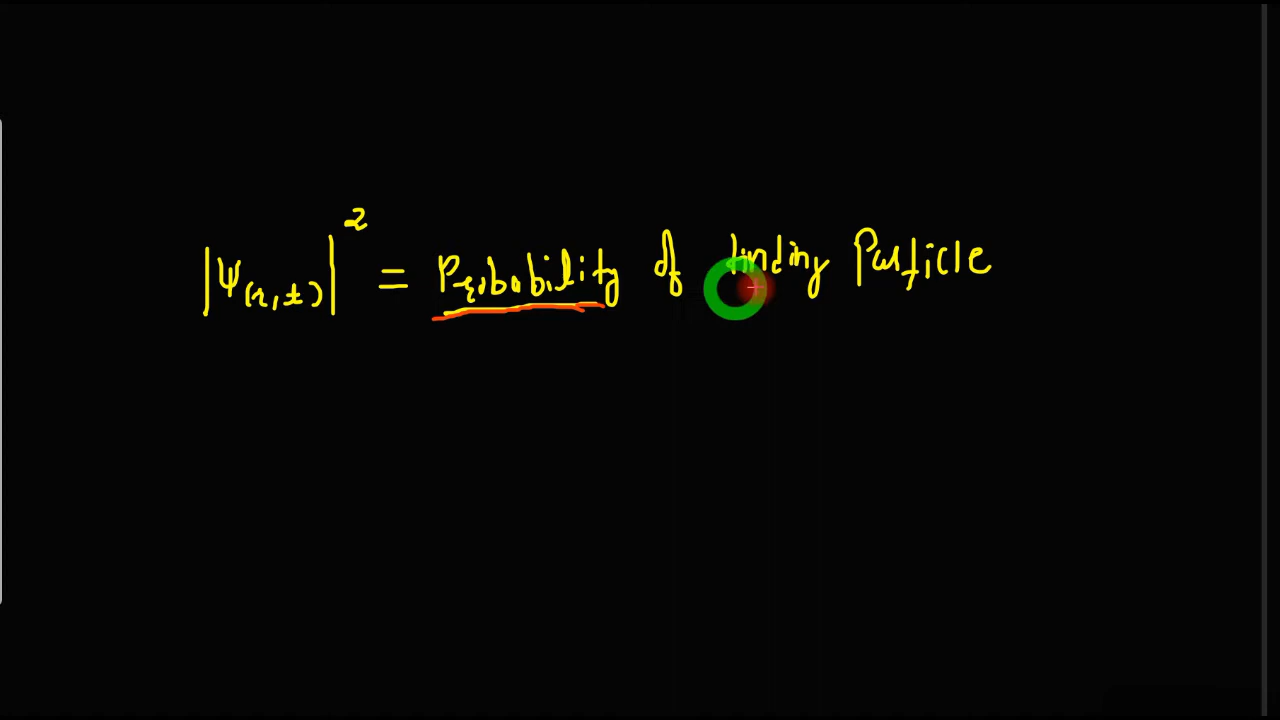 |Ψ(r,t)|² = Probability of finding Particle